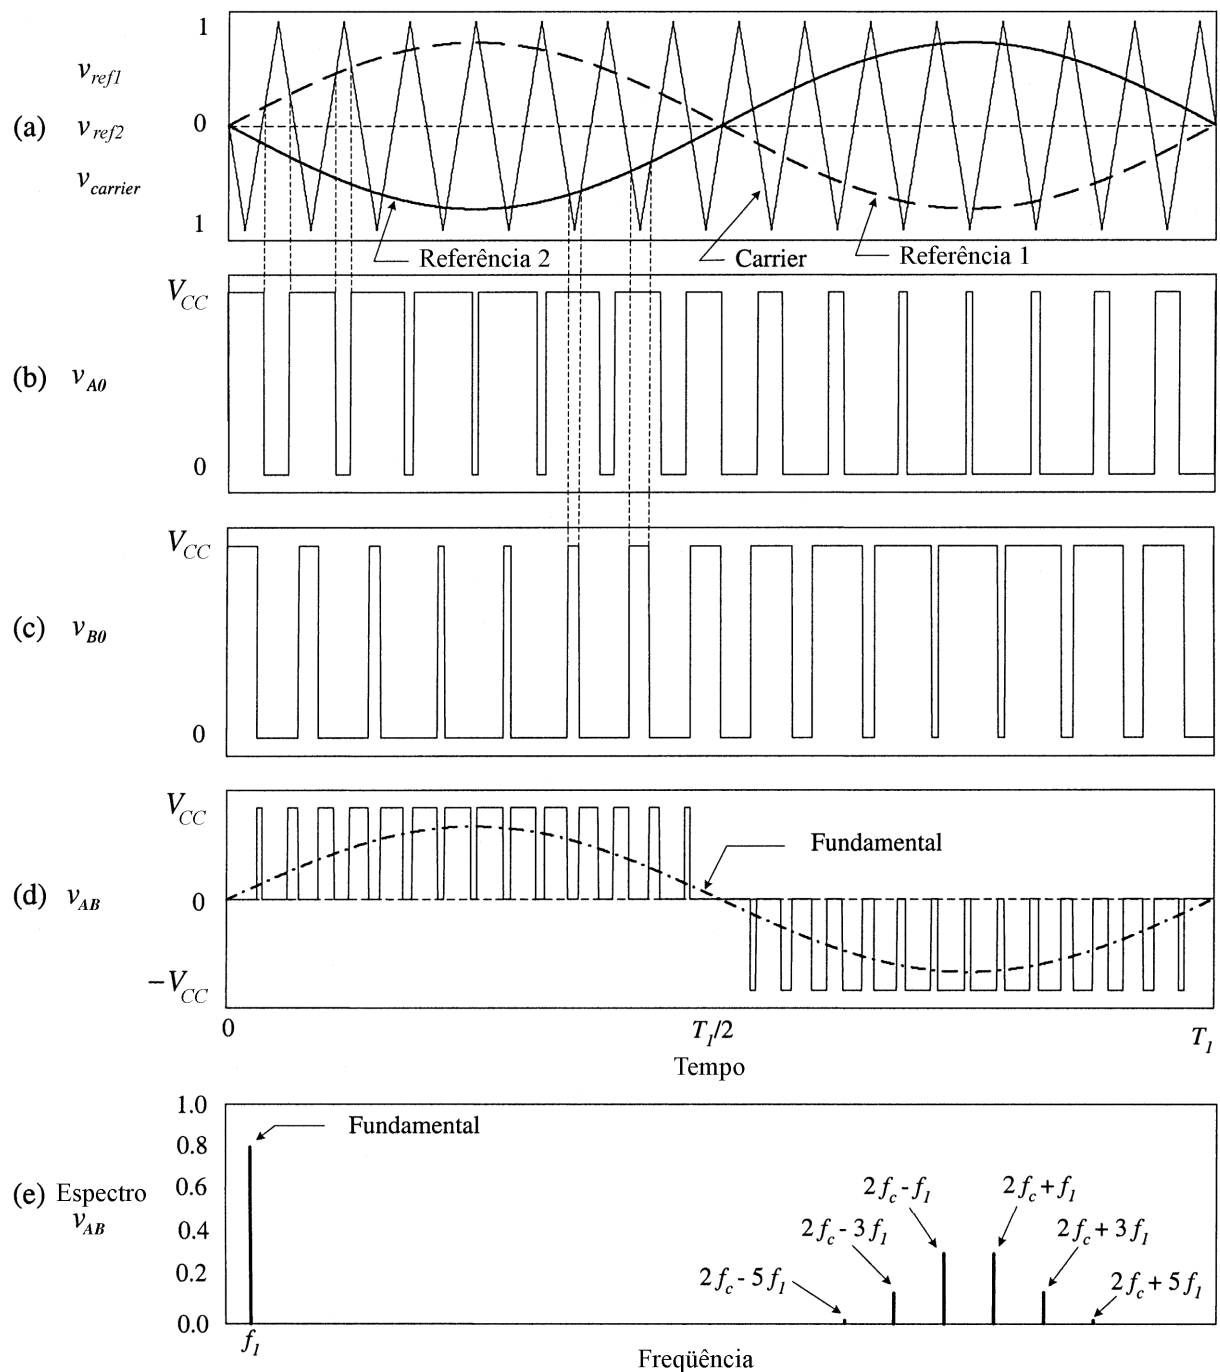 1
v_ref1
(a) v_ref2 0
v_carrier
1
Referência 2
Carrier
Referência 1
V_CC
(b) v_A0
0
V_CC
(c) v_B0
0
V_CC
Fundamental
(d) v_AB 0
−V_CC
0 T_1/2 T_1
Tempo
1.0
Fundamental
0.8
(e) Espectro 0.6
v_AB
0.4
0.2
0.0
2f_c - 5f_1
2f_c - 3f_1
2f_c - f_1
2f_c + f_1
2f_c + 3f_1
2f_c + 5f_1
f_1
Freqüência